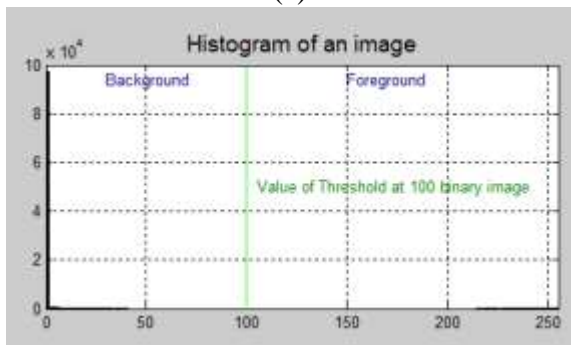 Histogram of an image
× 10⁴
10
Background Foreground
8
6
Value of Threshold at 100 binary image
4
2
0
0 50 100 150 200 250